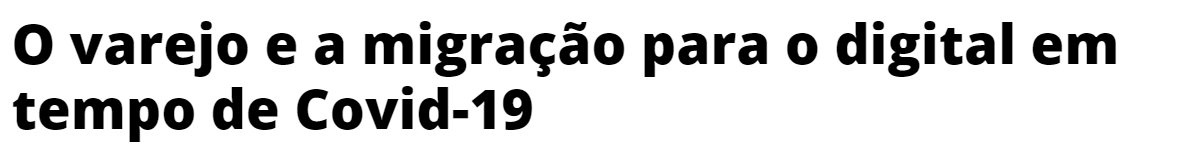 O varejo e a migração para o digital em
tempo de Covid-19